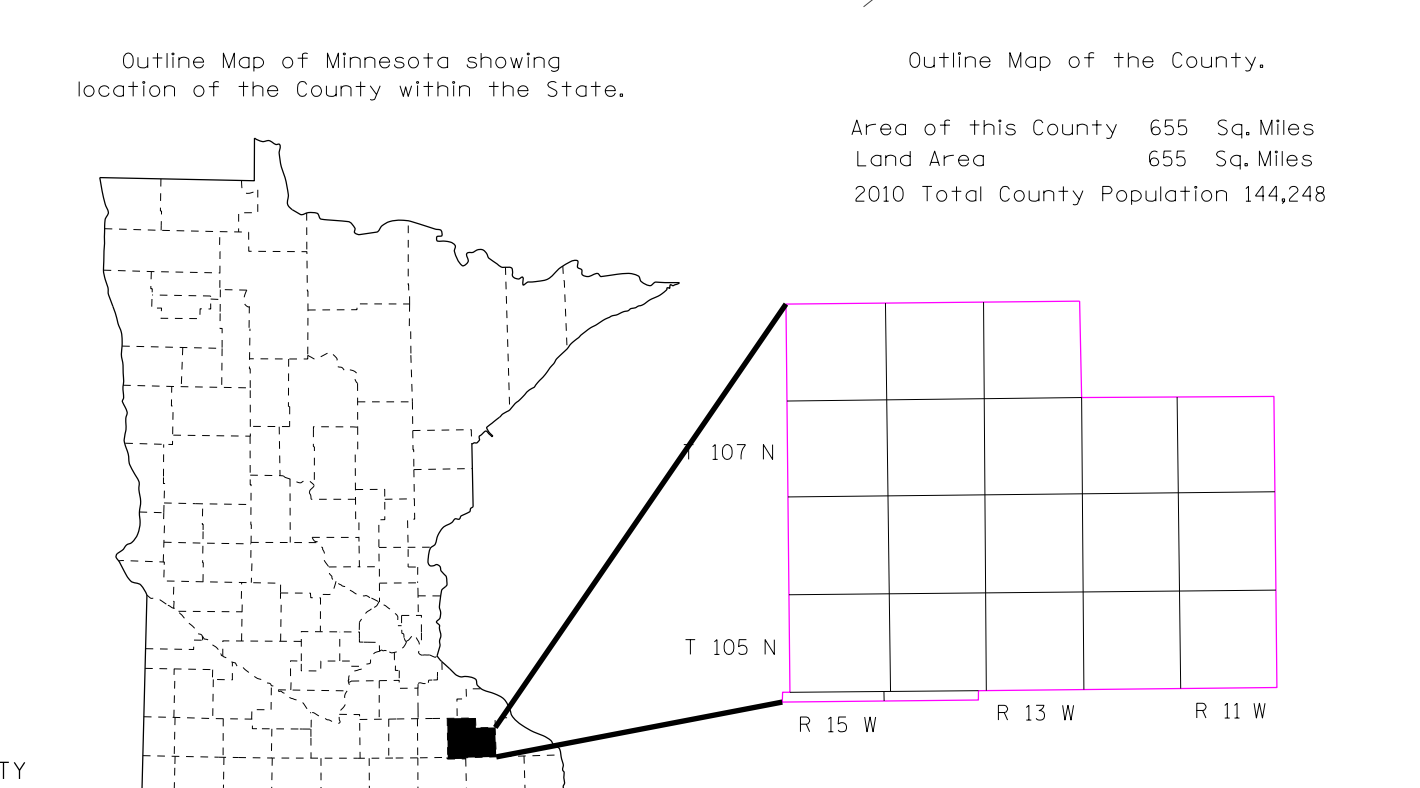 Outline Map of Minnesota showing
location of the County within the State.
Outline Map of the County.
Area of this County 655 Sq. Miles
Land Area 655 Sq. Miles
2010 Total County Population 144,248
T 107 N
T 105 N
R 15 W
R 13 W
R 11 W
TY